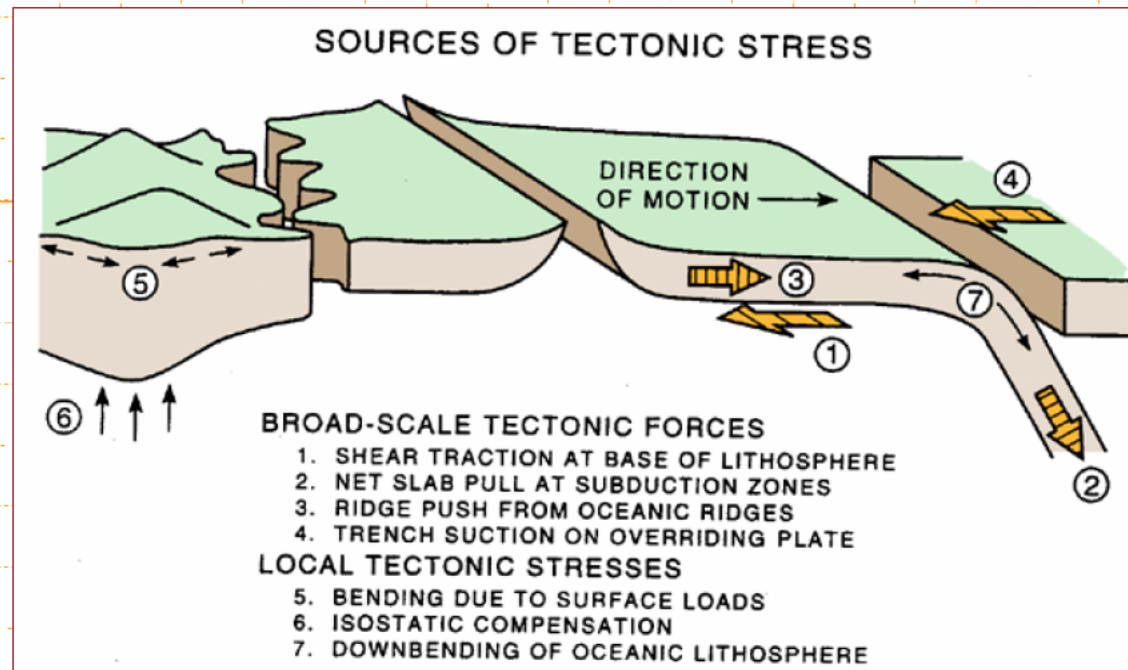 SOURCES OF TECTONIC STRESS
DIRECTION
OF MOTION
4
5
3
7
1
6
2
BROAD-SCALE TECTONIC FORCES
1. SHEAR TRACTION AT BASE OF LITHOSPHERE
2. NET SLAB PULL AT SUBDUCTION ZONES
3. RIDGE PUSH FROM OCEANIC RIDGES
4. TRENCH SUCTION ON OVERRIDING PLATE
LOCAL TECTONIC STRESSES
5. BENDING DUE TO SURFACE LOADS
6. ISOSTATIC COMPENSATION
7. DOWNBENDING OF OCEANIC LITHOSPHERE